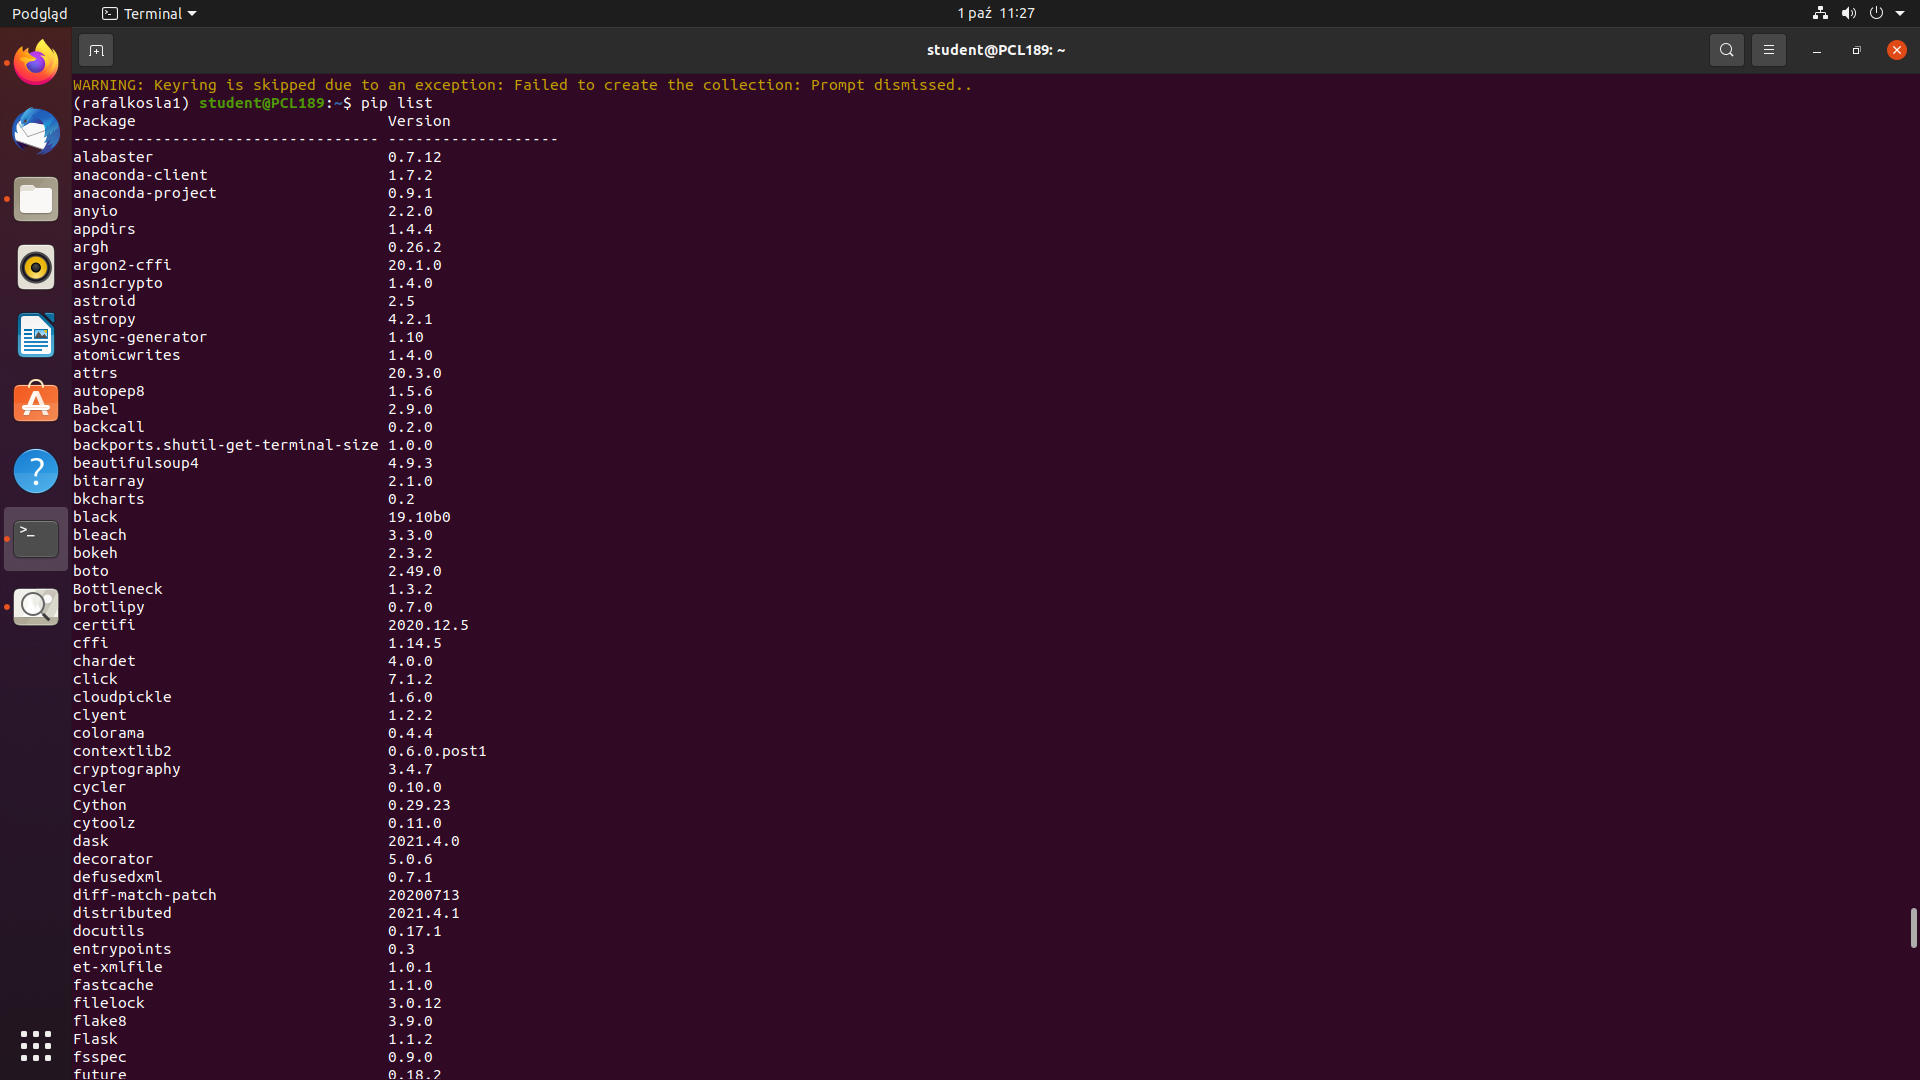 Podgląd
Terminal
1 paź 11:27
student@PCL189: ~
WARNING: Keyring is skipped due to an exception: Failed to create the collection: Prompt dismissed..
(rafalkosla1) student@PCL189:~$ pip list
Package                            Version
---------------------------------- -------------------
alabaster                          0.7.12
anaconda-client                    1.7.2
anaconda-project                   0.9.1
anyio                              2.2.0
appdirs                            1.4.4
argh                               0.26.2
argon2-cffi                        20.1.0
asn1crypto                         1.4.0
astroid                            2.5
astropy                            4.2.1
async-generator                    1.10
atomicwrites                       1.4.0
attrs                              20.3.0
autopep8                           1.5.6
Babel                              2.9.0
backcall                           0.2.0
backports.shutil-get-terminal-size 1.0.0
beautifulsoup4                     4.9.3
bitarray                           2.1.0
bkcharts                           0.2
black                              19.10b0
bleach                             3.3.0
bokeh                              2.3.2
boto                               2.49.0
Bottleneck                         1.3.2
brotlipy                           0.7.0
certifi                            2020.12.5
cffi                               1.14.5
chardet                            4.0.0
click                              7.1.2
cloudpickle                        1.6.0
clyent                             1.2.2
colorama                           0.4.4
contextlib2                        0.6.0.post1
cryptography                       3.4.7
cycler                             0.10.0
Cython                             0.29.23
cytoolz                            0.11.0
dask                               2021.4.0
decorator                          5.0.6
defusedxml                         0.7.1
diff-match-patch                   20200713
distributed                        2021.4.1
docutils                           0.17.1
entrypoints                        0.3
et-xmlfile                         1.0.1
fastcache                          1.1.0
filelock                           3.0.12
flake8                             3.9.0
Flask                              1.1.2
fsspec                             0.9.0
future                             0.18.2